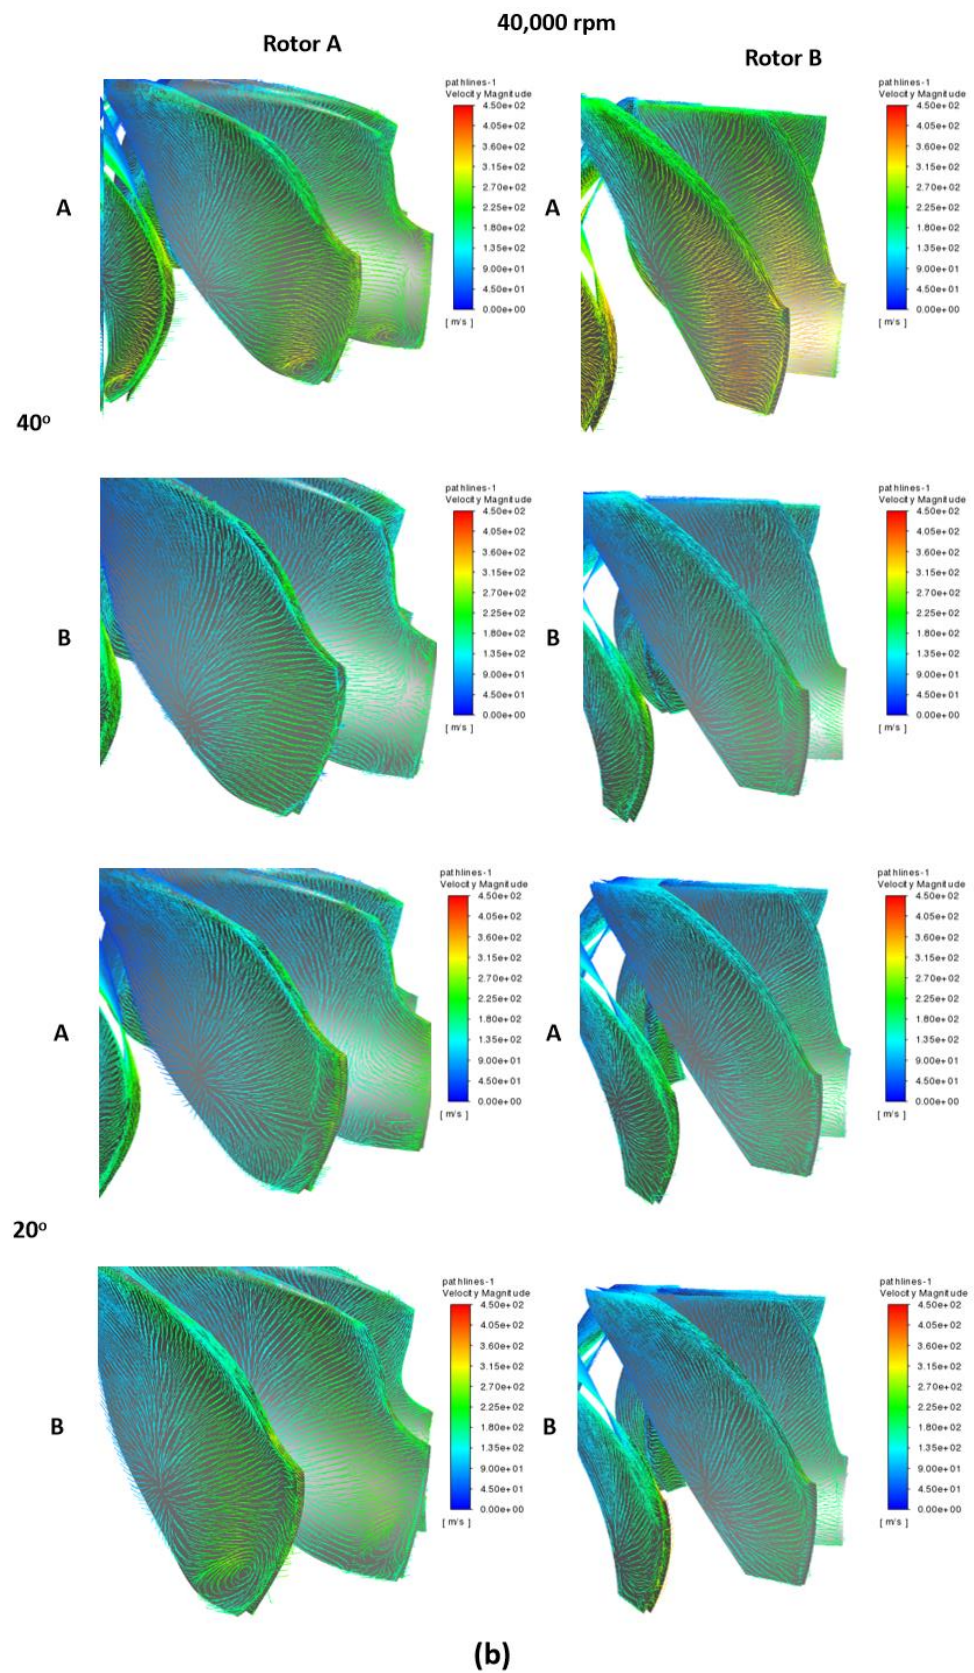 40,000 rpm
Rotor A
Rotor B
pathlines-1
Velocity Magnitude
4.50e+02
4.05e+02
3.60e+02
3.15e+02
2.70e+02
2.25e+02
1.80e+02
1.35e+02
9.00e+01
4.50e+01
0.00e+00
[ m/s ]
pathlines-1
Velocity Magnitude
4.50e+02
4.05e+02
3.60e+02
3.15e+02
2.70e+02
2.25e+02
1.80e+02
1.35e+02
9.00e+01
4.50e+01
0.00e+00
[ m/s ]
A
A
40º
pathlines-1
Velocity Magnitude
4.50e+02
4.05e+02
3.60e+02
3.15e+02
2.70e+02
2.25e+02
1.80e+02
1.35e+02
9.00e+01
4.50e+01
0.00e+00
[ m/s ]
pathlines-1
Velocity Magnitude
4.50e+02
4.05e+02
3.60e+02
3.15e+02
2.70e+02
2.25e+02
1.80e+02
1.35e+02
9.00e+01
4.50e+01
0.00e+00
[ m/s ]
B
B
pathlines-1
Velocity Magnitude
4.50e+02
4.05e+02
3.60e+02
3.15e+02
2.70e+02
2.25e+02
1.80e+02
1.35e+02
9.00e+01
4.50e+01
0.00e+00
[ m/s ]
pathlines-1
Velocity Magnitude
4.50e+02
4.05e+02
3.60e+02
3.15e+02
2.70e+02
2.25e+02
1.80e+02
1.35e+02
9.00e+01
4.50e+01
0.00e+00
[ m/s ]
A
A
20º
pathlines-1
Velocity Magnitude
4.50e+02
4.05e+02
3.60e+02
3.15e+02
2.70e+02
2.25e+02
1.80e+02
1.35e+02
9.00e+01
4.50e+01
0.00e+00
[ m/s ]
pathlines-1
Velocity Magnitude
4.50e+02
4.05e+02
3.60e+02
3.15e+02
2.70e+02
2.25e+02
1.80e+02
1.35e+02
9.00e+01
4.50e+01
0.00e+00
[ m/s ]
B
B
(b)